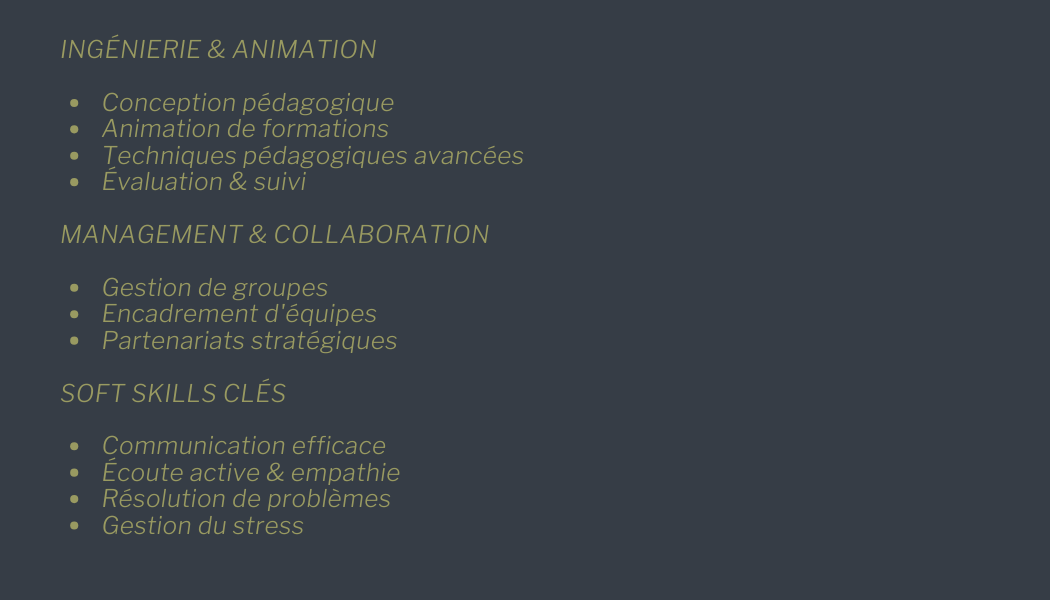 INGÉNIERIE & ANIMATION
• Conception pédagogique
• Animation de formations
• Techniques pédagogiques avancées
• Évaluation & suivi
MANAGEMENT & COLLABORATION
• Gestion de groupes
• Encadrement d'équipes
• Partenariats stratégiques
SOFT SKILLS CLÉS
• Communication efficace
• Écoute active & empathie
• Résolution de problèmes
• Gestion du stress